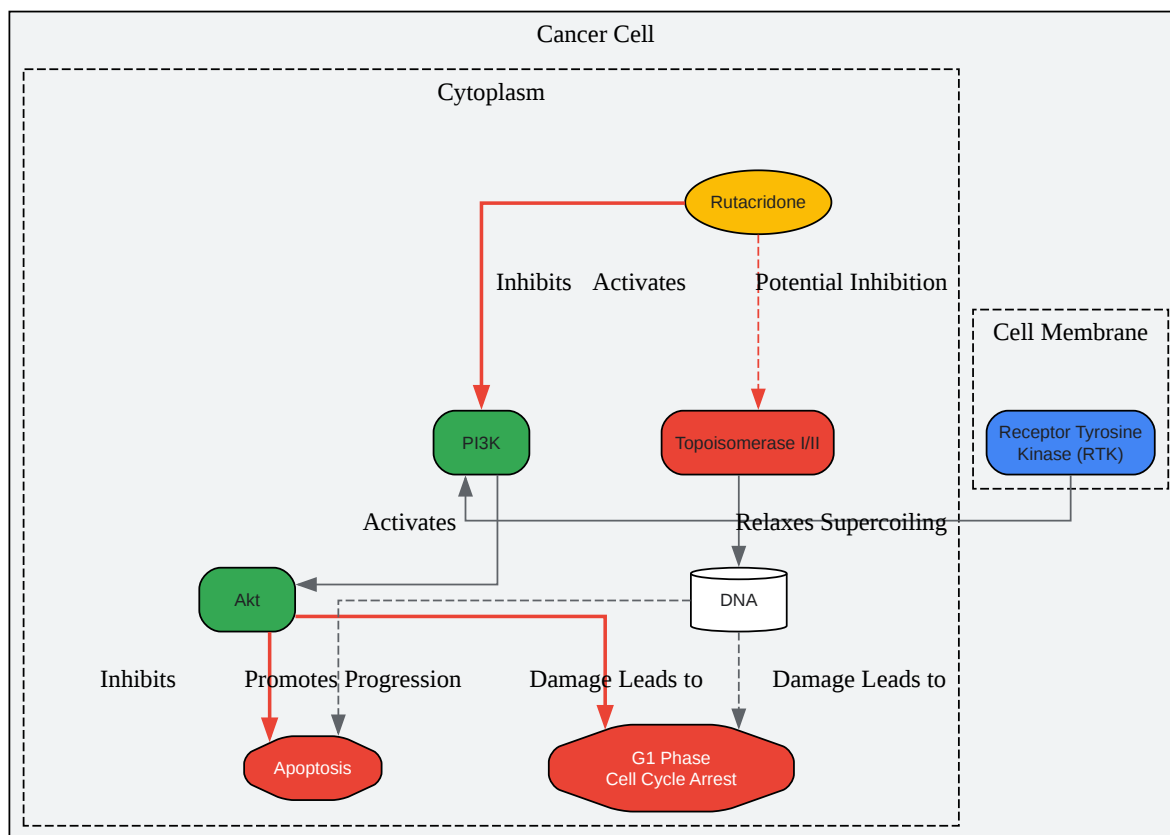 Cancer Cell
Cytoplasm
Rutacridone
Inhibits
Activates
Potential Inhibition
Cell Membrane
PI3K
Topoisomerase I/II
Receptor Tyrosine
Kinase (RTK)
Activates
Relaxes Supercoiling
Akt
DNA
Inhibits
Promotes Progression
Damage Leads to
Damage Leads to
Apoptosis
G1 Phase
Cell Cycle Arrest